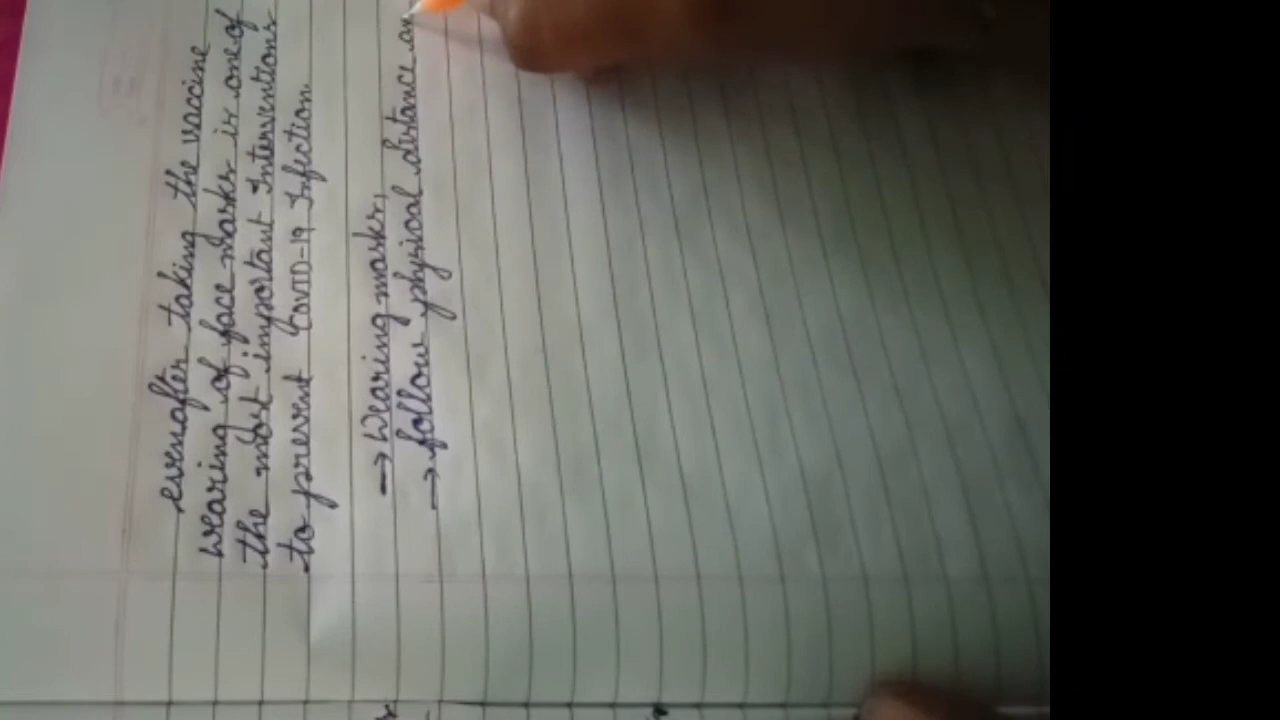 evenafter taking the vaccine
wearing of face masks is one of
the most important Interventions
to prevent COVID-19 Infection.
→ Wearing masks,
→ follow physical distance an